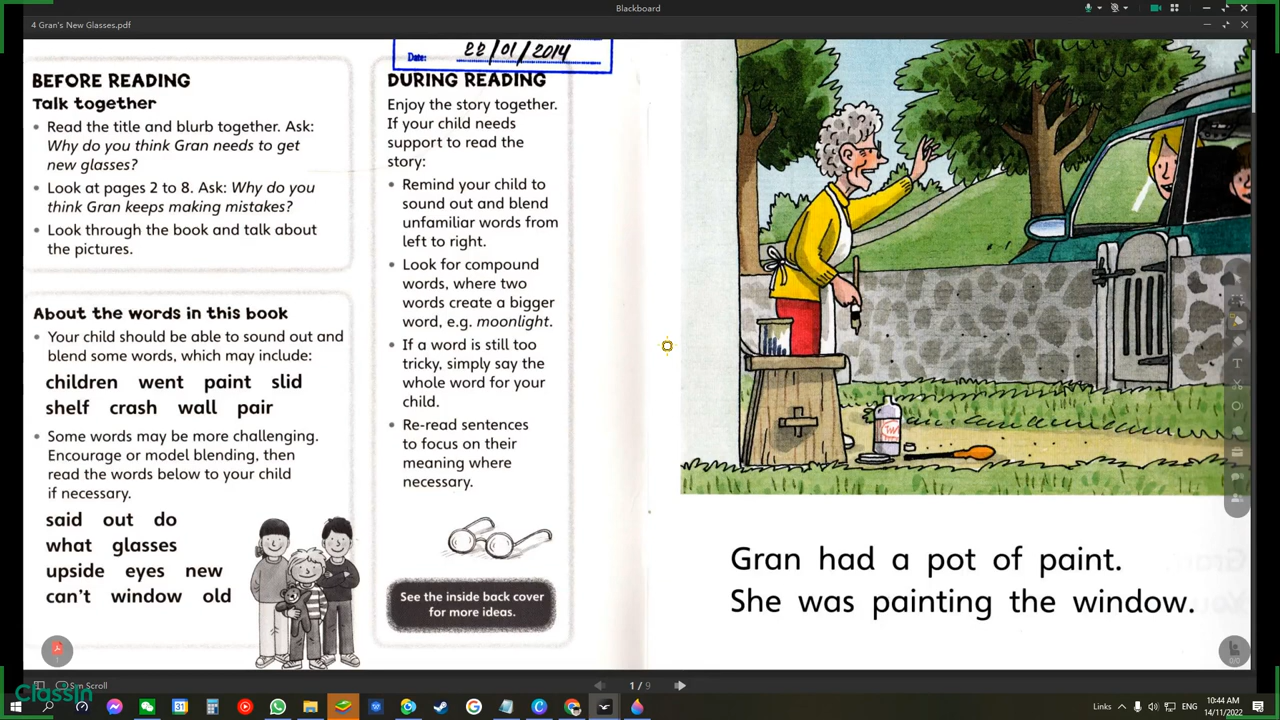 Blackboard
4 Gran's New Glasses.pdf
Date: 22/01/2014
BEFORE READING
Talk together
• Read the title and blurb together. Ask:
Why do you think Gran needs to get
new glasses?
• Look at pages 2 to 8. Ask: Why do you
think Gran keeps making mistakes?
• Look through the book and talk about
the pictures.
About the words in this book
• Your child should be able to sound out and
blend some words, which may include:
children went paint slid
shelf crash wall pair
• Some words may be more challenging.
Encourage or model blending, then
read the words below to your child
if necessary.
said out do
what glasses
upside eyes new
can't window old
DURING READING
Enjoy the story together.
If your child needs
support to read the
story:
• Remind your child to
sound out and blend
unfamiliar words from
left to right.
• Look for compound
words, where two
words create a bigger
word, e.g. moonlight.
• If a word is still too
tricky, simply say the
whole word for your
child.
• Re-read sentences
to focus on their
meaning where
necessary.
See the inside back cover
for more ideas.
Gran had a pot of paint.
She was painting the window.
Syn Scroll
1 / 9
ClassIn
Links
ENG
10:44 AM
14/11/2022